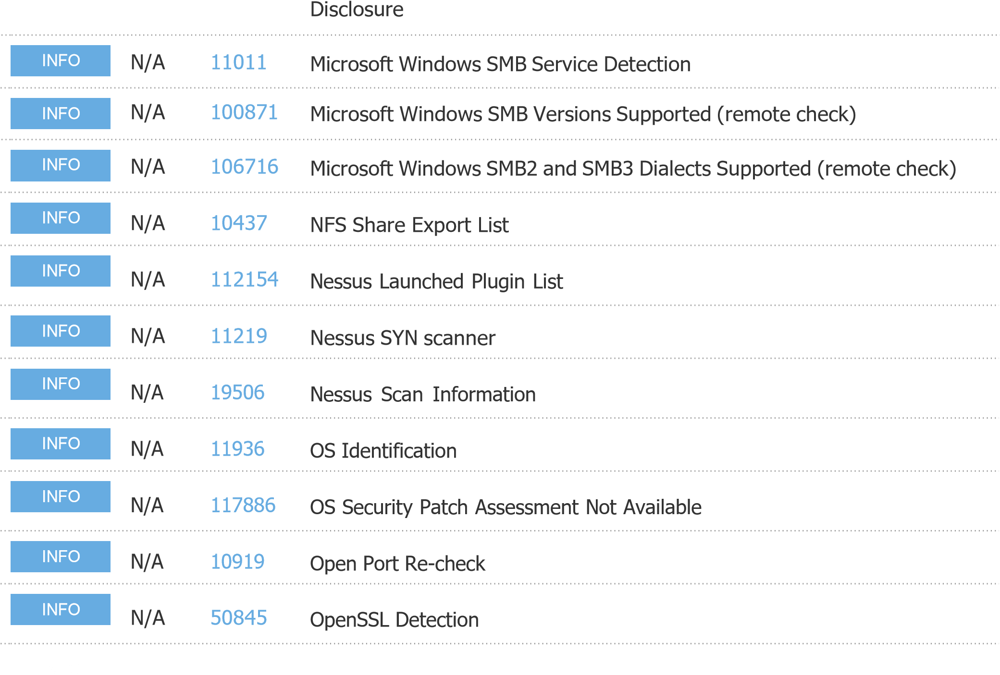 Disclosure
INFO N/A 11011 Microsoft Windows SMB Service Detection
INFO N/A 100871 Microsoft Windows SMB Versions Supported (remote check)
INFO N/A 106716 Microsoft Windows SMB2 and SMB3 Dialects Supported (remote check)
INFO N/A 10437 NFS Share Export List
INFO N/A 112154 Nessus Launched Plugin List
INFO N/A 11219 Nessus SYN scanner
INFO N/A 19506 Nessus Scan Information
INFO N/A 11936 OS Identification
INFO N/A 117886 OS Security Patch Assessment Not Available
INFO N/A 10919 Open Port Re-check
INFO N/A 50845 OpenSSL Detection